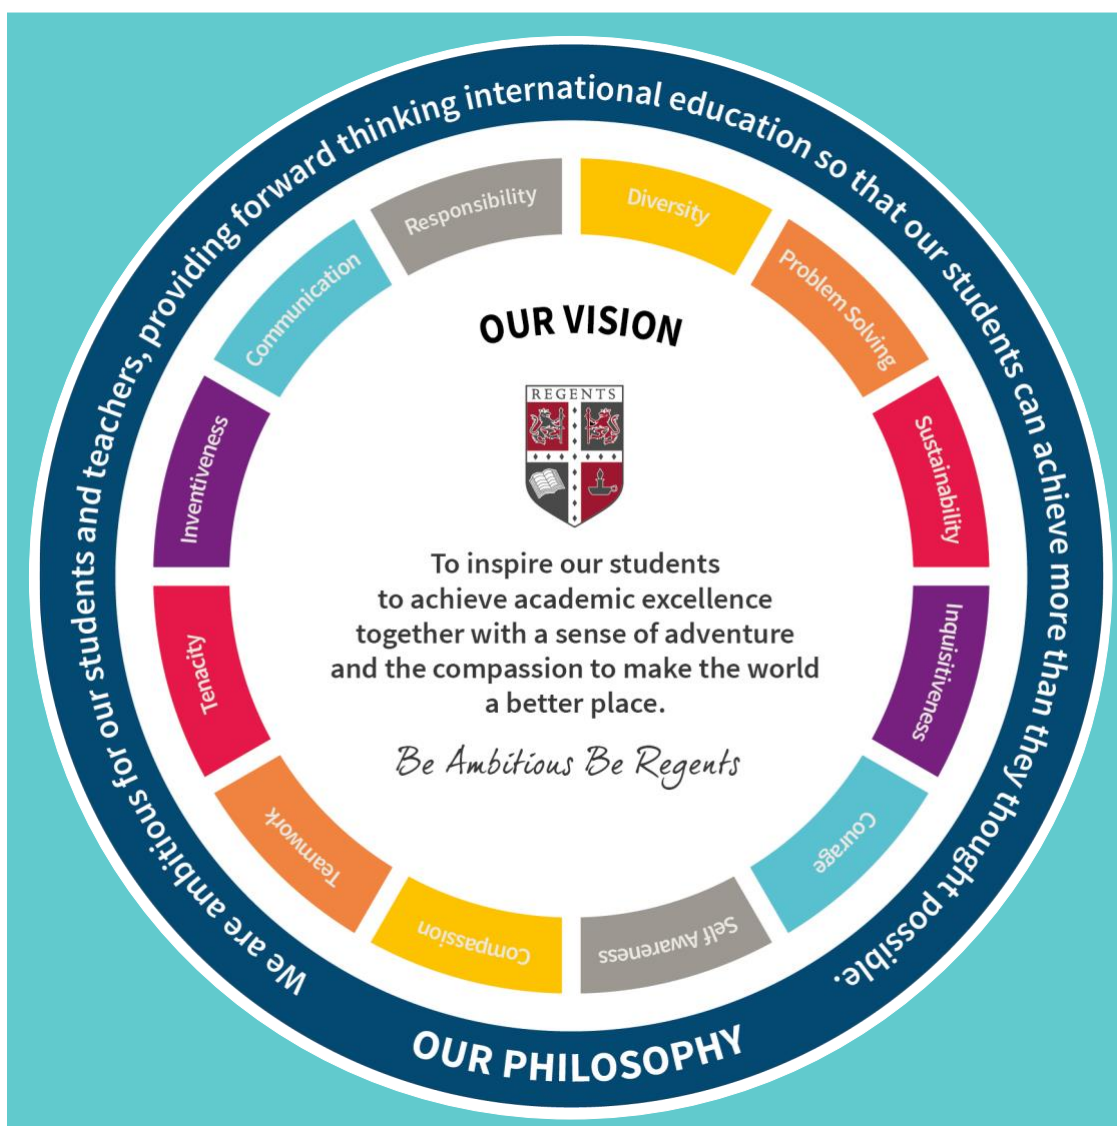 We are ambitious for our students and teachers, providing forward thinking international education so that our students can achieve more than they thought possible.
Responsibility
Diversity
Problem Solving
Sustainability
Inquisitiveness
Courage
Self Awareness
Compassion
Teamwork
Tenacity
Inventiveness
Communication
OUR VISION
REGENTS
To inspire our students
to achieve academic excellence
together with a sense of adventure
and the compassion to make the world
a better place.
Be Ambitious Be Regents
OUR PHILOSOPHY